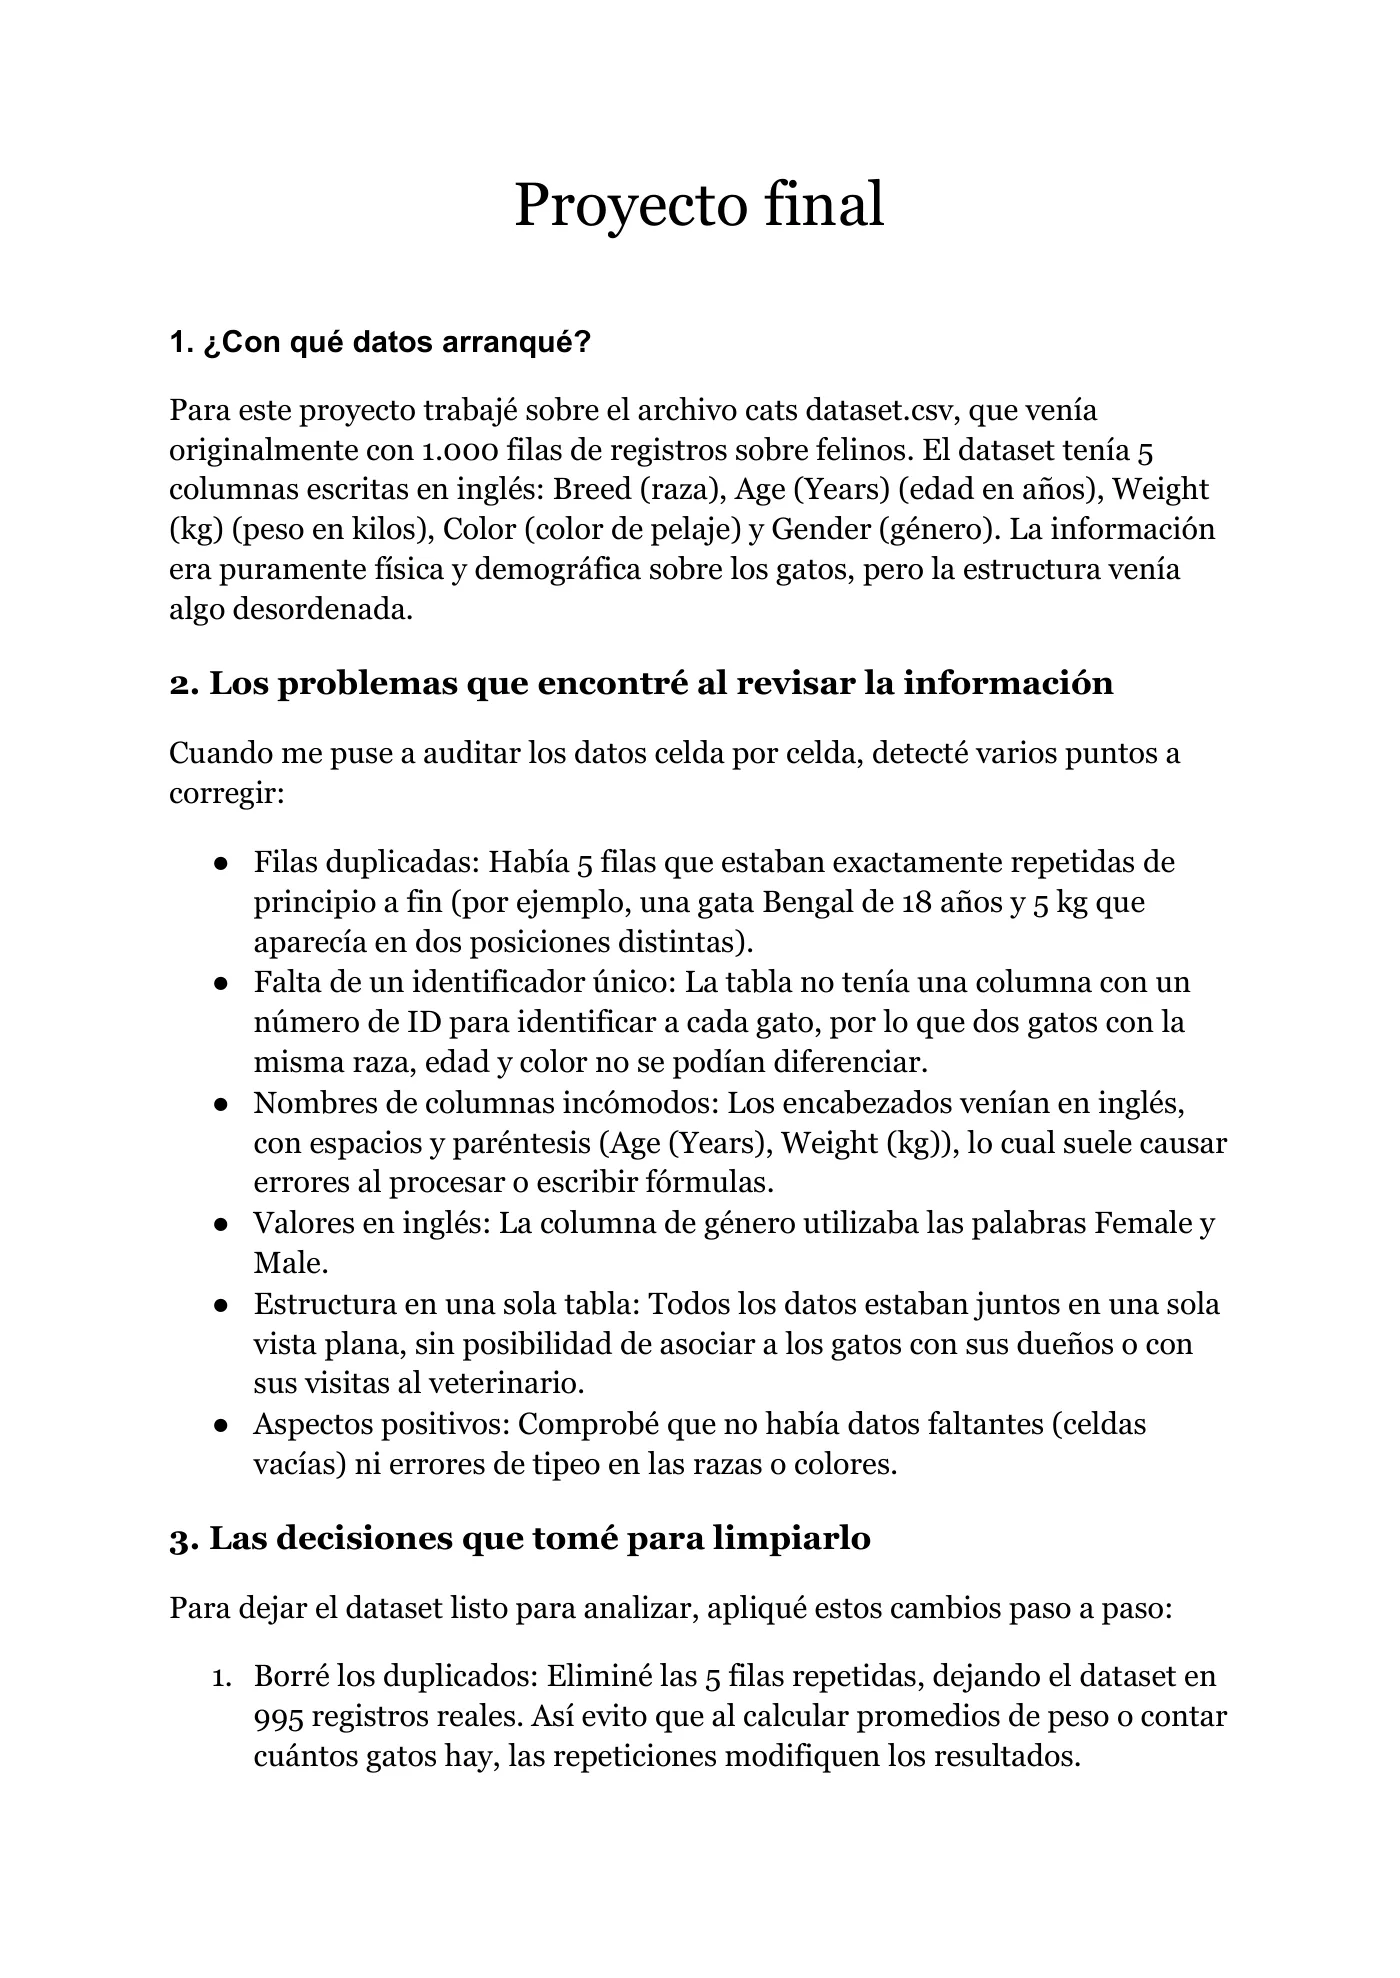 Proyecto final
1. ¿Con qué datos arranqué?
Para este proyecto trabajé sobre el archivo cats dataset.csv, que venía
originalmente con 1.000 filas de registros sobre felinos. El dataset tenía 5
columnas escritas en inglés: Breed (raza), Age (Years) (edad en años), Weight
(kg) (peso en kilos), Color (color de pelaje) y Gender (género). La información
era puramente física y demográfica sobre los gatos, pero la estructura venía
algo desordenada.
2. Los problemas que encontré al revisar la información
Cuando me puse a auditar los datos celda por celda, detecté varios puntos a
corregir:
● Filas duplicadas: Había 5 filas que estaban exactamente repetidas de
principio a fin (por ejemplo, una gata Bengal de 18 años y 5 kg que
aparecía en dos posiciones distintas).
● Falta de un identificador único: La tabla no tenía una columna con un
número de ID para identificar a cada gato, por lo que dos gatos con la
misma raza, edad y color no se podían diferenciar.
● Nombres de columnas incómodos: Los encabezados venían en inglés,
con espacios y paréntesis (Age (Years), Weight (kg)), lo cual suele causar
errores al procesar o escribir fórmulas.
● Valores en inglés: La columna de género utilizaba las palabras Female y
Male.
● Estructura en una sola tabla: Todos los datos estaban juntos en una sola
vista plana, sin posibilidad de asociar a los gatos con sus dueños o con
sus visitas al veterinario.
● Aspectos positivos: Comprobé que no había datos faltantes (celdas
vacías) ni errores de tipeo en las razas o colores.
3. Las decisiones que tomé para limpiarlo
Para dejar el dataset listo para analizar, apliqué estos cambios paso a paso:
1. Borré los duplicados: Eliminé las 5 filas repetidas, dejando el dataset en
995 registros reales. Así evito que al calcular promedios de peso o contar
cuántos gatos hay, las repeticiones modifiquen los resultados.